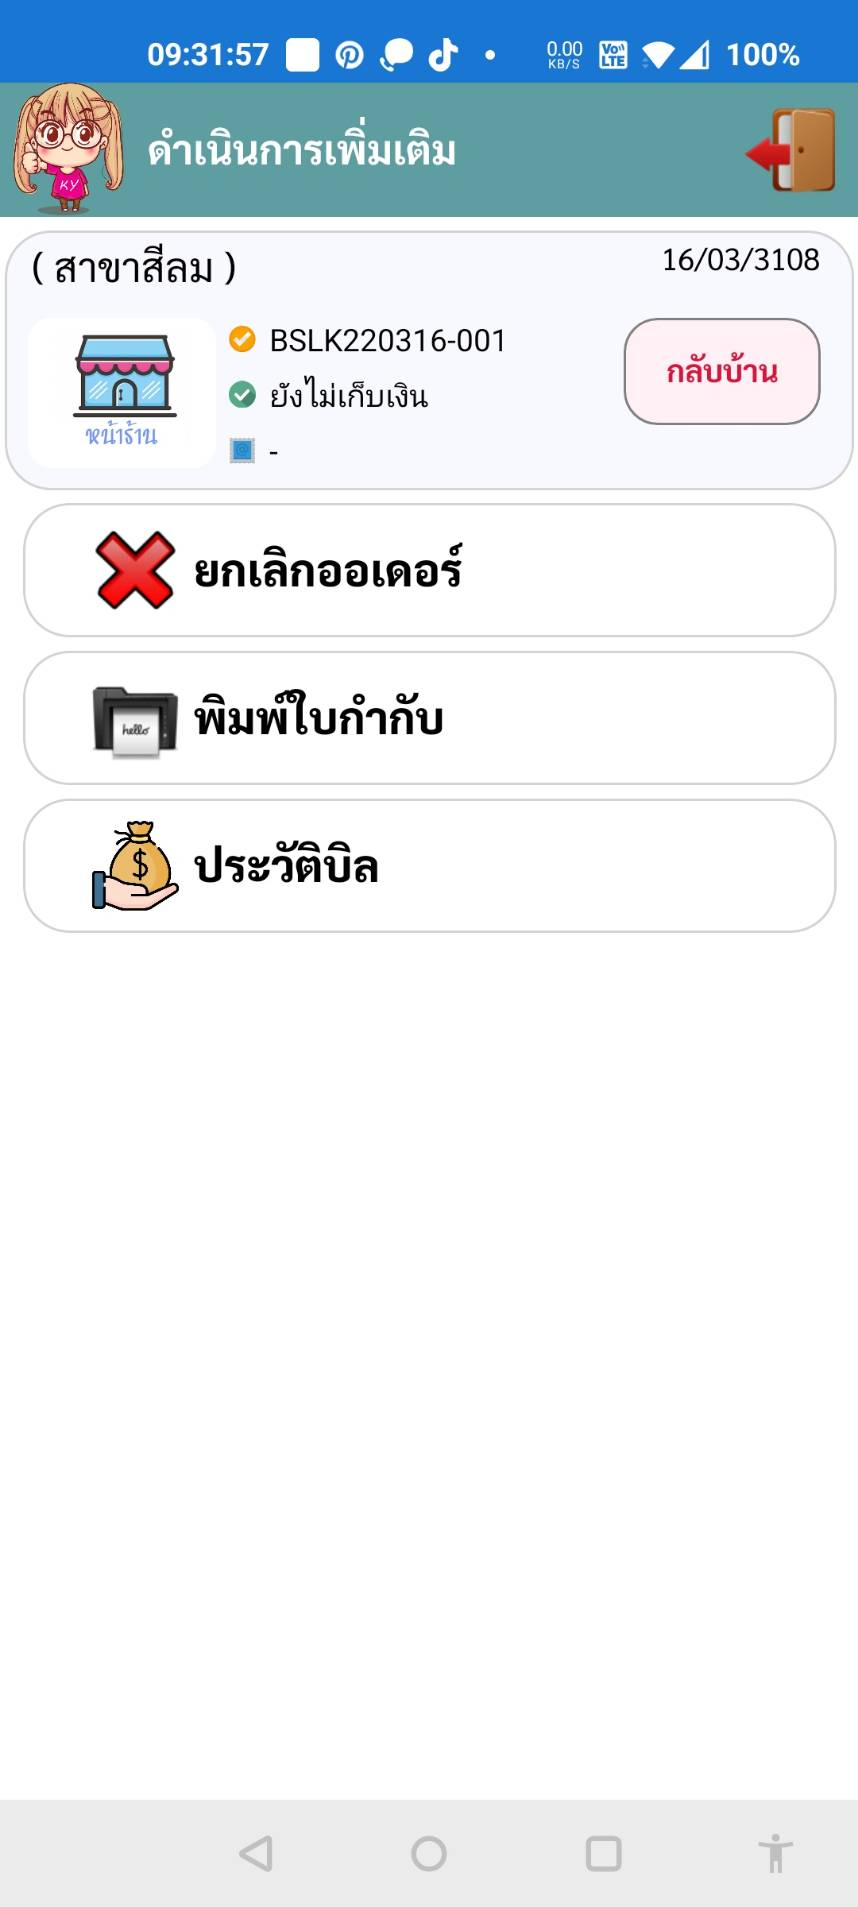 09:31:57 0.00 KB/S VoLTE 100%
KY
ดำเนินการเพิ่มเติม
( สาขาสีลม ) 16/03/3108
BSLK220316-001
ยังไม่เก็บเงิน
-
หน้าร้าน
กลับบ้าน
ยกเลิกออเดอร์
hello
พิมพ์ใบกำกับ
$
ประวัติบิล